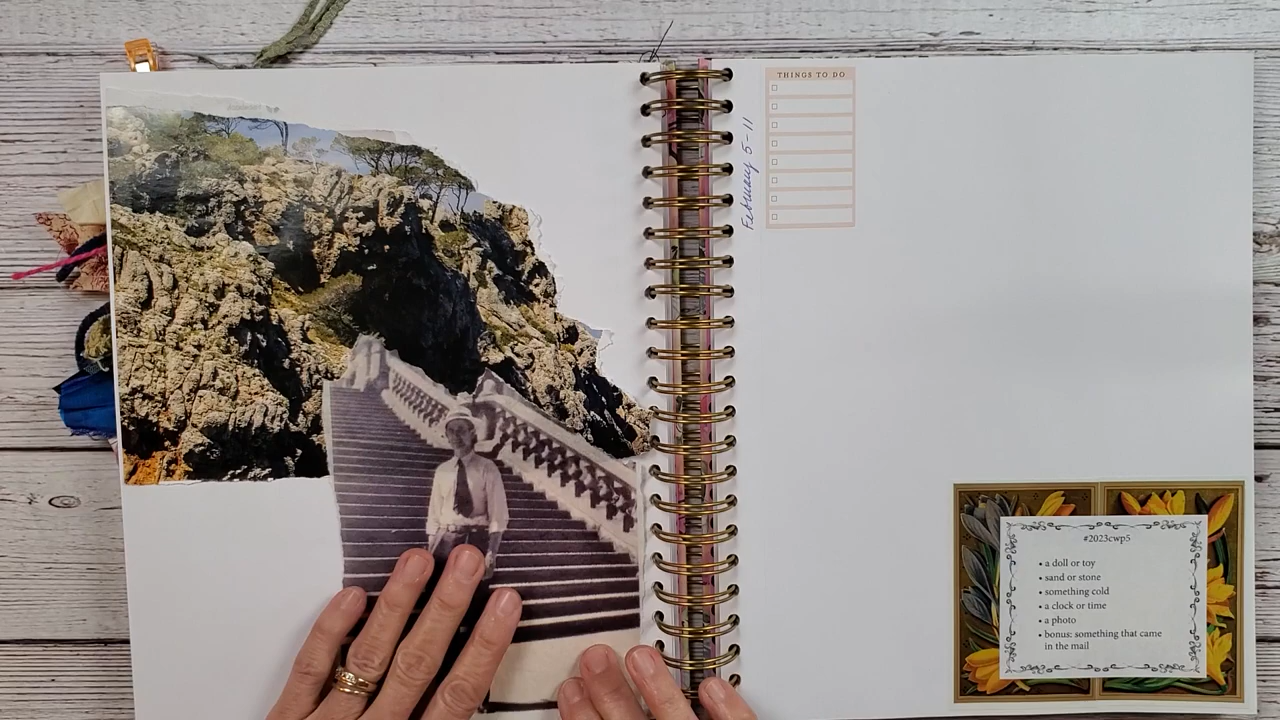 February 5-11
THINGS TO DO
#2023cwp5
• a doll or toy
• sand or stone
• something cold
• a clock or time
• a photo
• bonus: something that came
in the mail